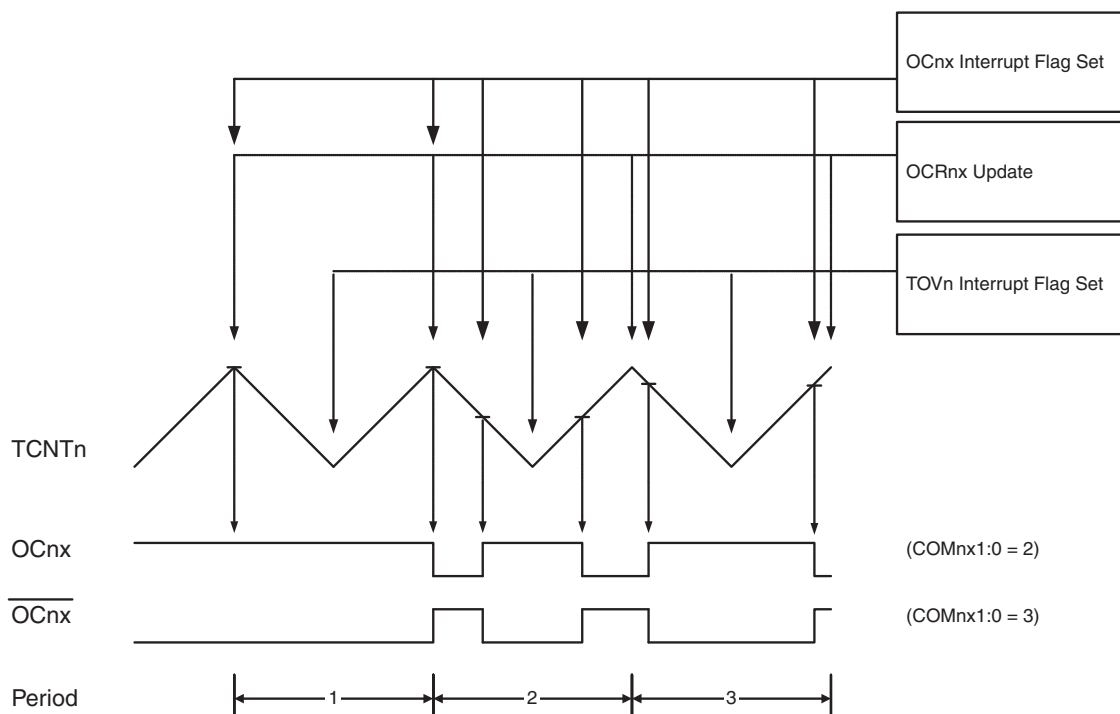 OCnx Interrupt Flag Set
OCRnx Update
TOVn Interrupt Flag Set
TCNTn
OCnx
(COMnx1:0 = 2)
OCnx
(COMnx1:0 = 3)
Period
1
2
3